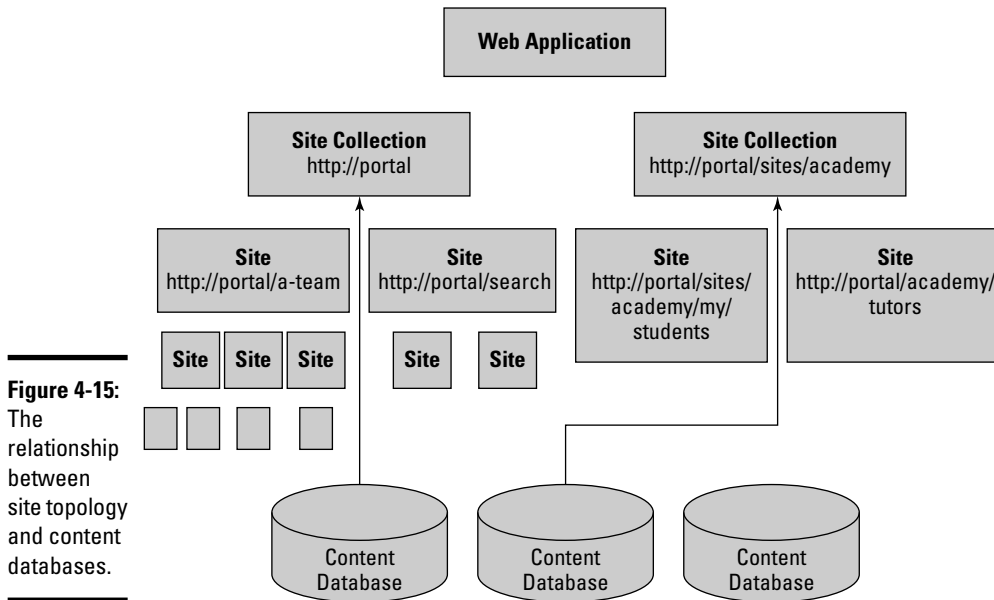 Web Application
Site Collection
http://portal
Site Collection
http://portal/sites/academy
Site
http://portal/a-team
Site
http://portal/search
Site
http://portal/sites/
academy/my/
students
Site
http://portal/academy/
tutors
Site
Site
Site
Site
Site
Figure 4-15:
The
relationship
between
site topology
and content
databases.
Content
Database
Content
Database
Content
Database